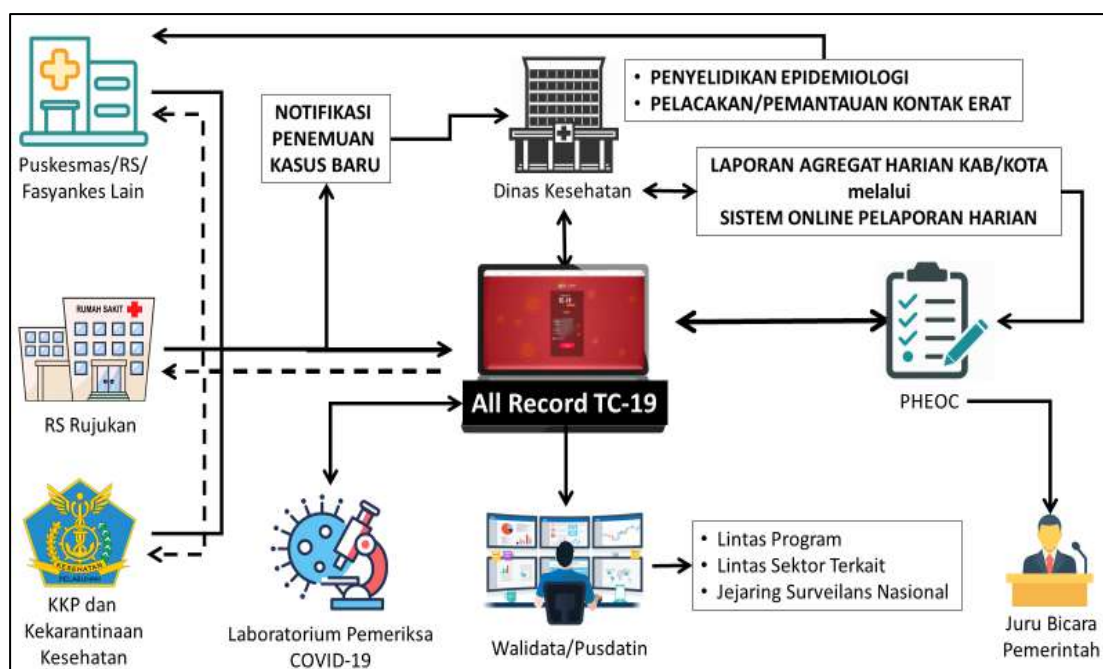 • PENYELIDIKAN EPIDEMIOLOGI
• PELACAKAN/PEMANTAUAN KONTAK ERAT
NOTIFIKASI
PENEMUAN
KASUS BARU
Puskesmas/RS/
Fasyankes Lain
Dinas Kesehatan
LAPORAN AGREGAT HARIAN KAB/KOTA
melalui
SISTEM ONLINE PELAPORAN HARIAN
RUMAH SAKIT
RS Rujukan
All Record TC-19
PHEOC
KESEHATAN
PELABUHAN
KKP dan
Kekarantinaan
Kesehatan
Laboratorium Pemeriksa
COVID-19
Walidata/Pusdatin
• Lintas Program
• Lintas Sektor Terkait
• Jejaring Surveilans Nasional
Juru Bicara
Pemerintah